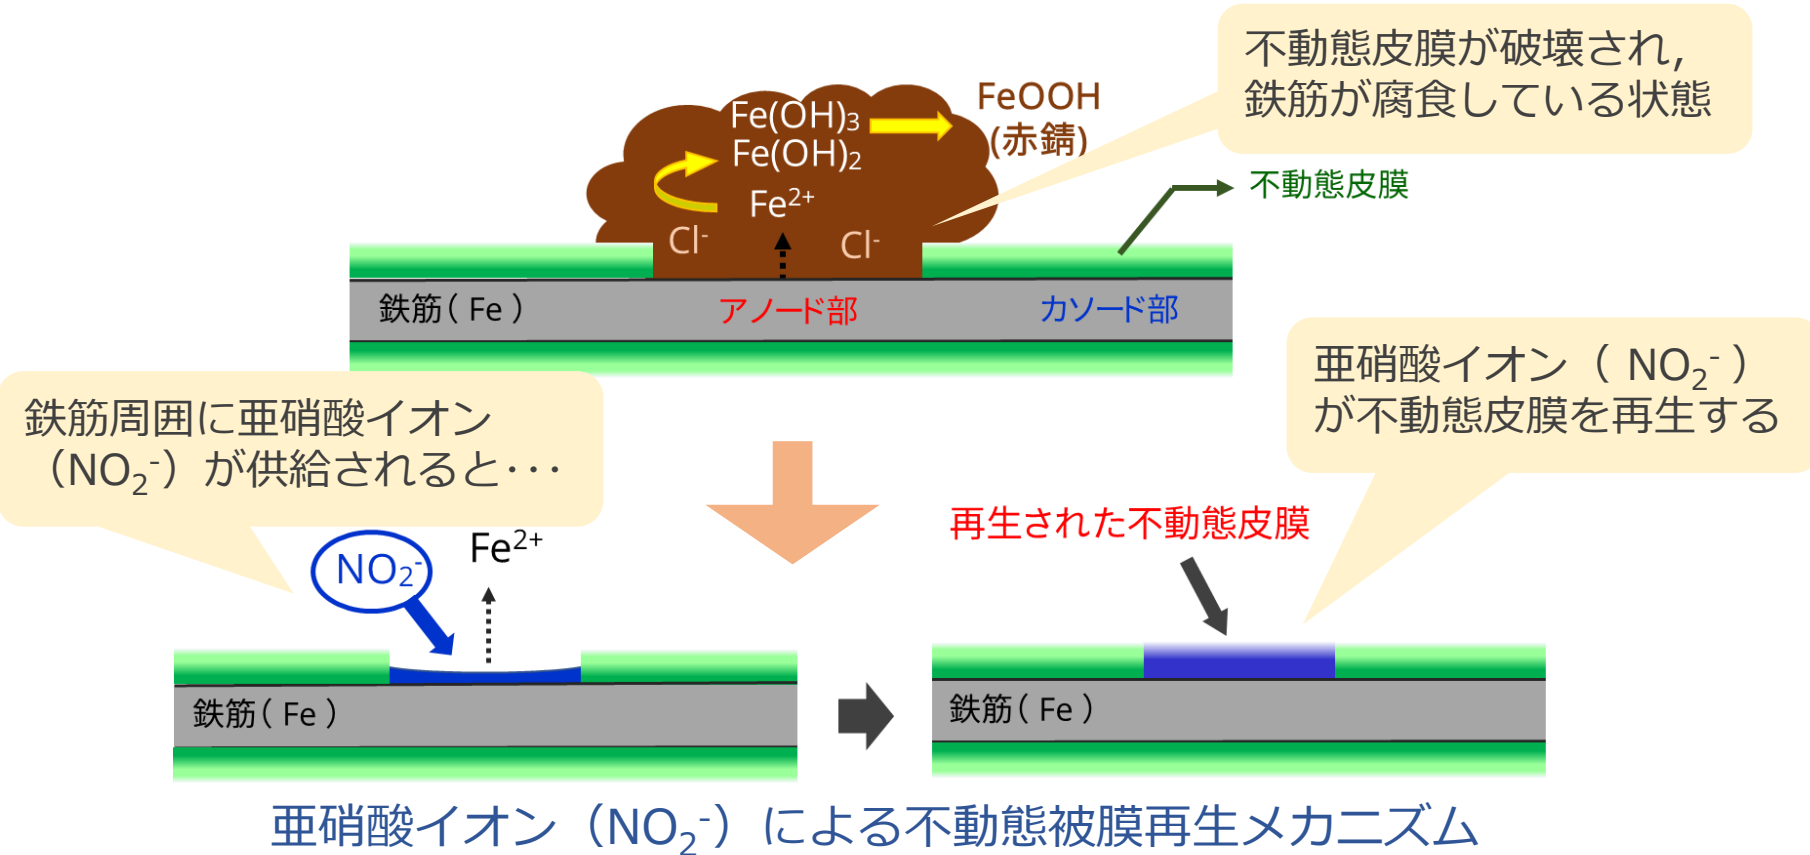 不動態皮膜が破壊され,
鉄筋が腐食している状態
FeOOH
(赤錆)
Fe(OH)₃
Fe(OH)₂
Fe²⁺
Cl⁻
Cl⁻
不動態皮膜
鉄筋( Fe )
アノード部
カソード部
鉄筋周囲に亜硝酸イオン
（NO₂⁻）が供給されると･･･
亜硝酸イオン（ NO₂⁻ ）
が不動態皮膜を再生する
NO₂⁻
Fe²⁺
再生された不動態皮膜
鉄筋( Fe )
鉄筋( Fe )
亜硝酸イオン（NO₂⁻）による不動態被膜再生メカニズム